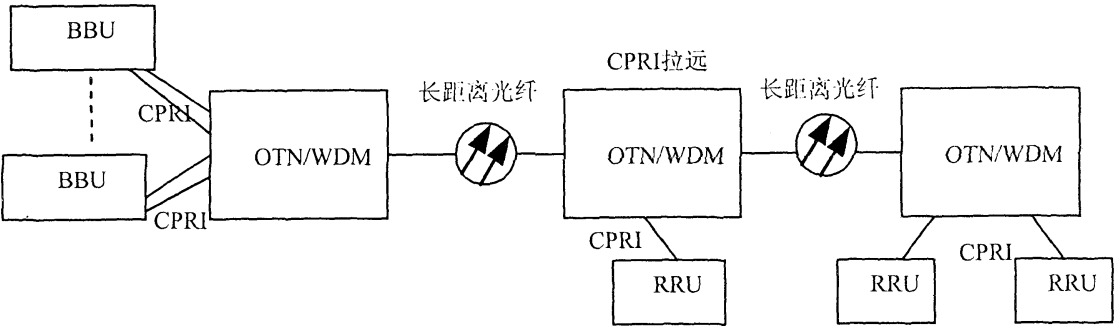 BBU
CPRI
BBU
CPRI
OTN/WDM
长距离光纤
CPRI拉远
OTN/WDM
CPRI
RRU
长距离光纤
OTN/WDM
RRU
CPRI
RRU